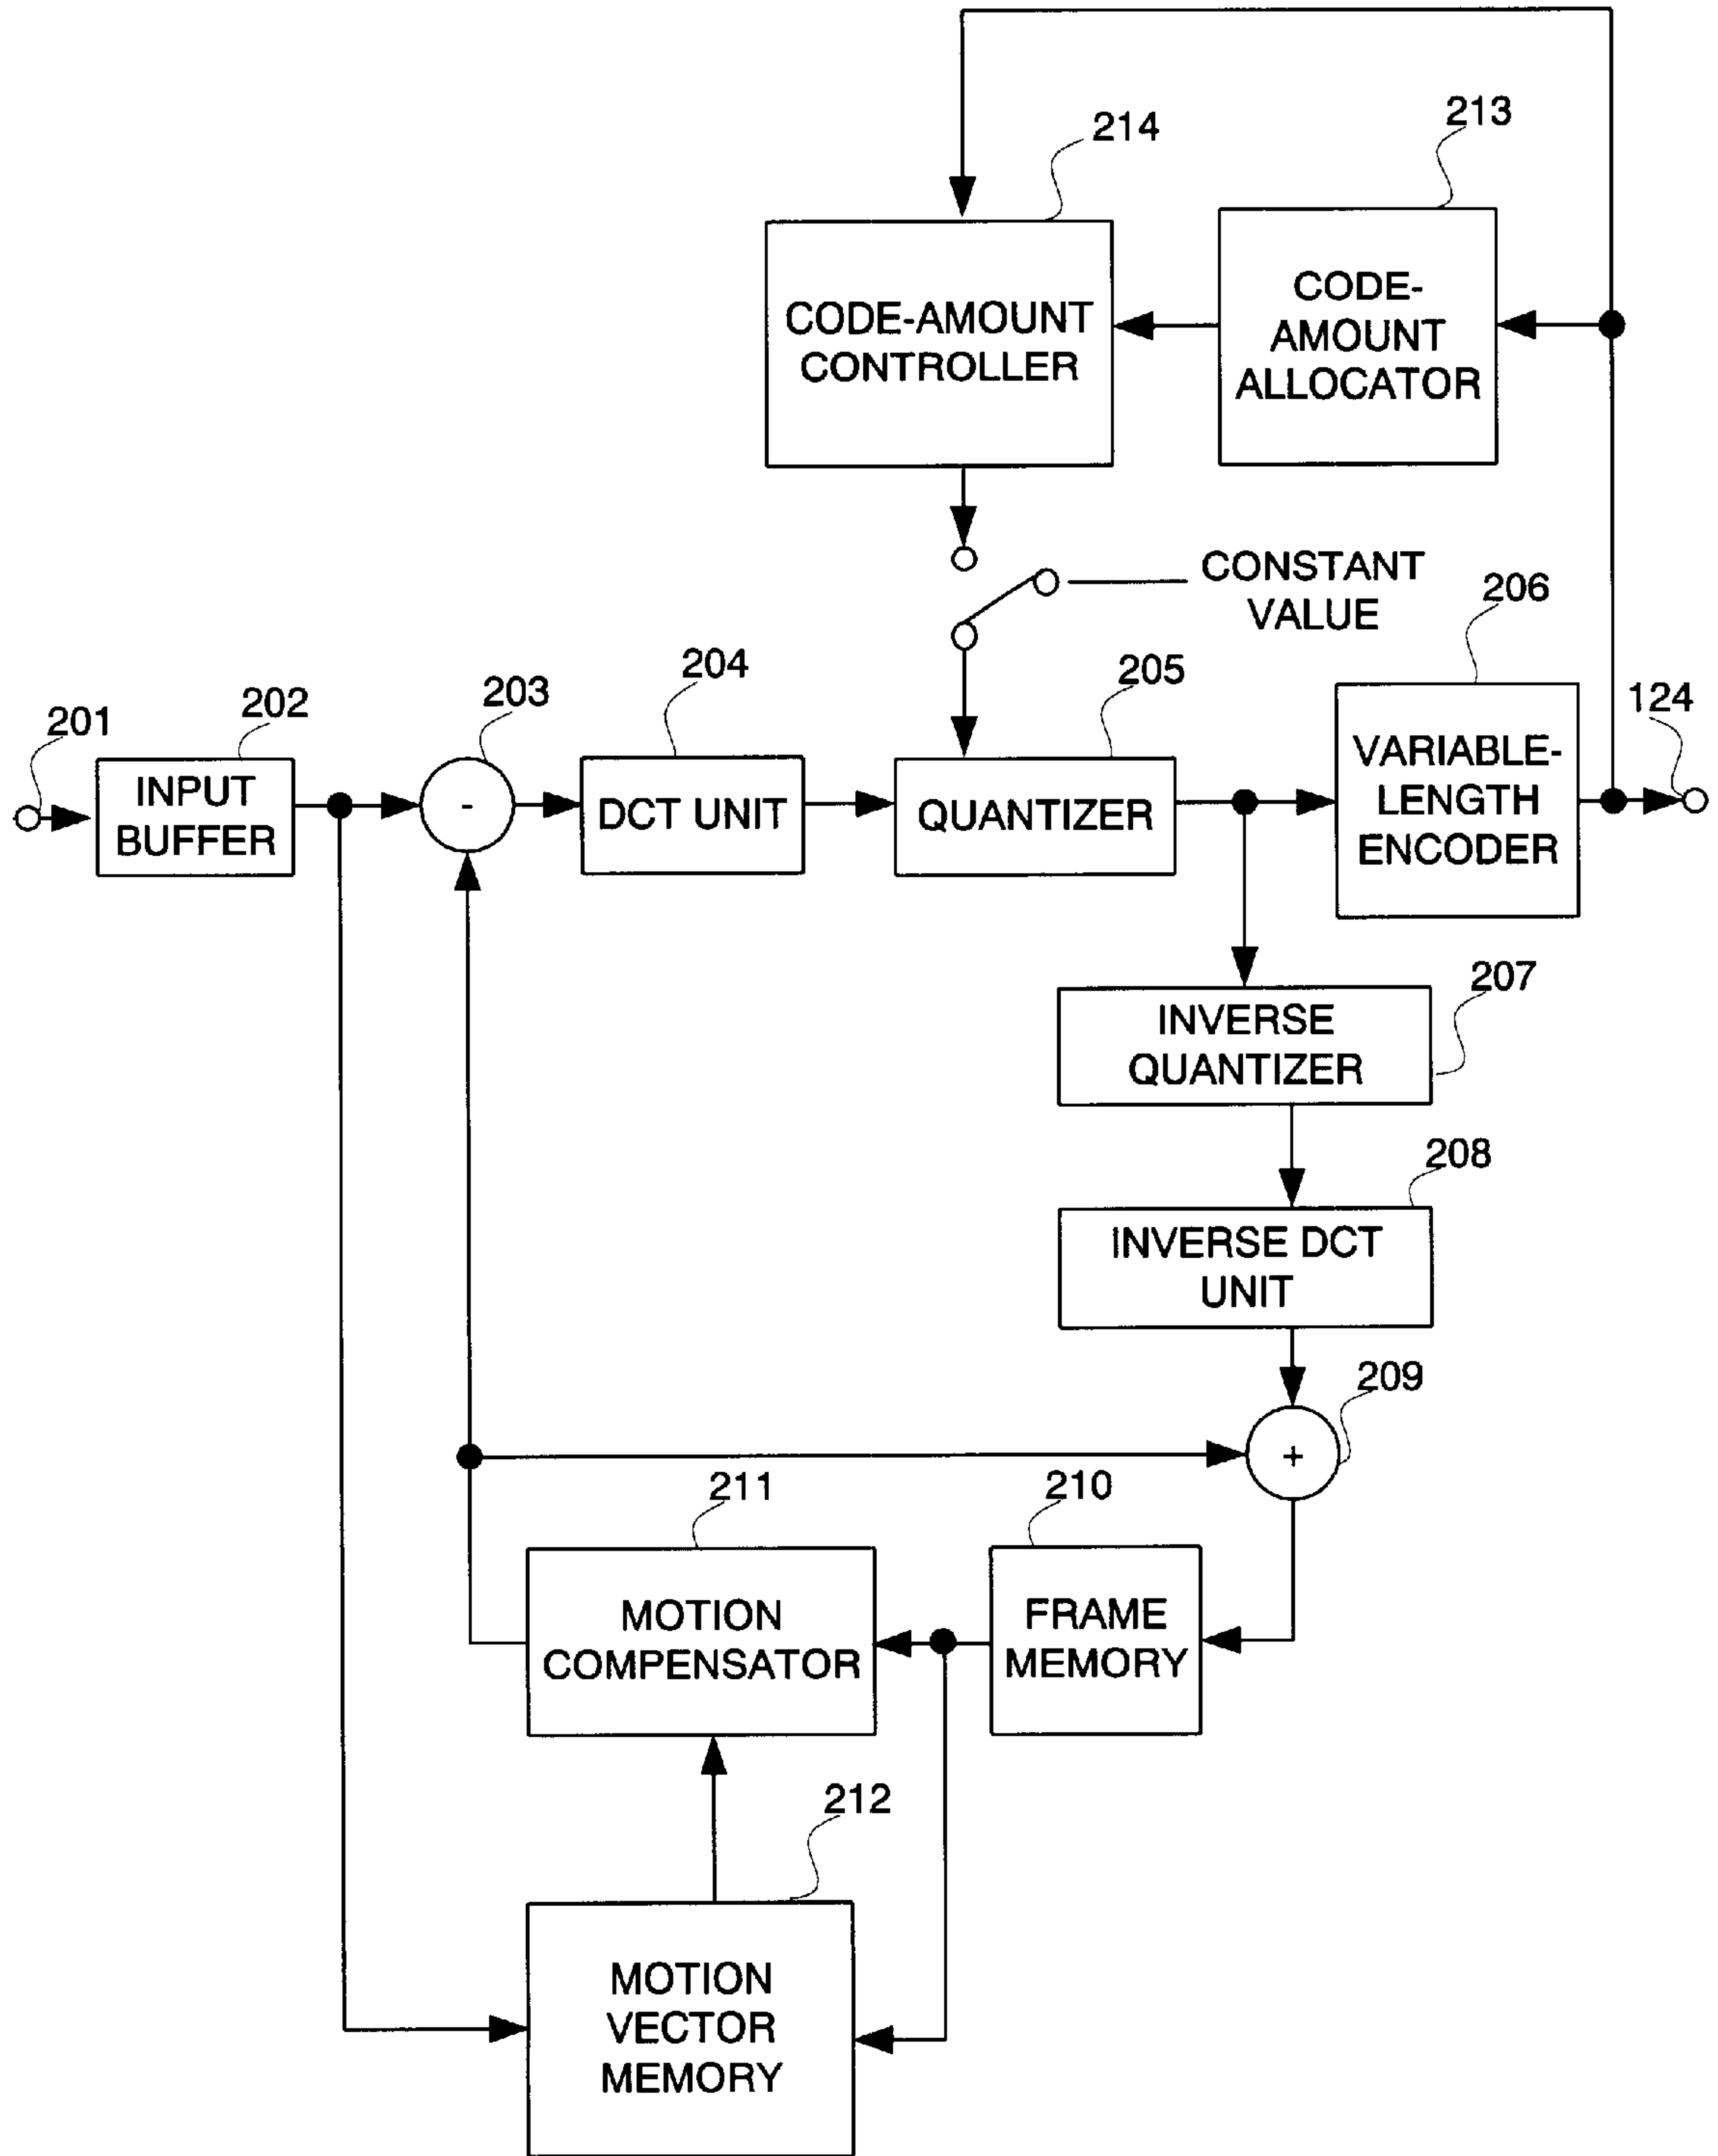 214
213
CODE-AMOUNT
CONTROLLER
CODE-
AMOUNT
ALLOCATOR
CONSTANT
VALUE
206
201
202
203
204
205
124
INPUT
BUFFER
-
DCT UNIT
QUANTIZER
VARIABLE-
LENGTH
ENCODER
207
INVERSE
QUANTIZER
208
INVERSE DCT
UNIT
209
+
211
210
MOTION
COMPENSATOR
FRAME
MEMORY
212
MOTION
VECTOR
MEMORY